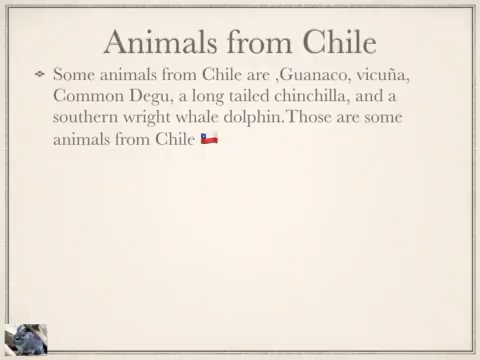 Animals from Chile
Some animals from Chile are ,Guanaco, vicuña,
Common Degu, a long tailed chinchilla, and a
southern wright whale dolphin.Those are some
animals from Chile 🇨🇱